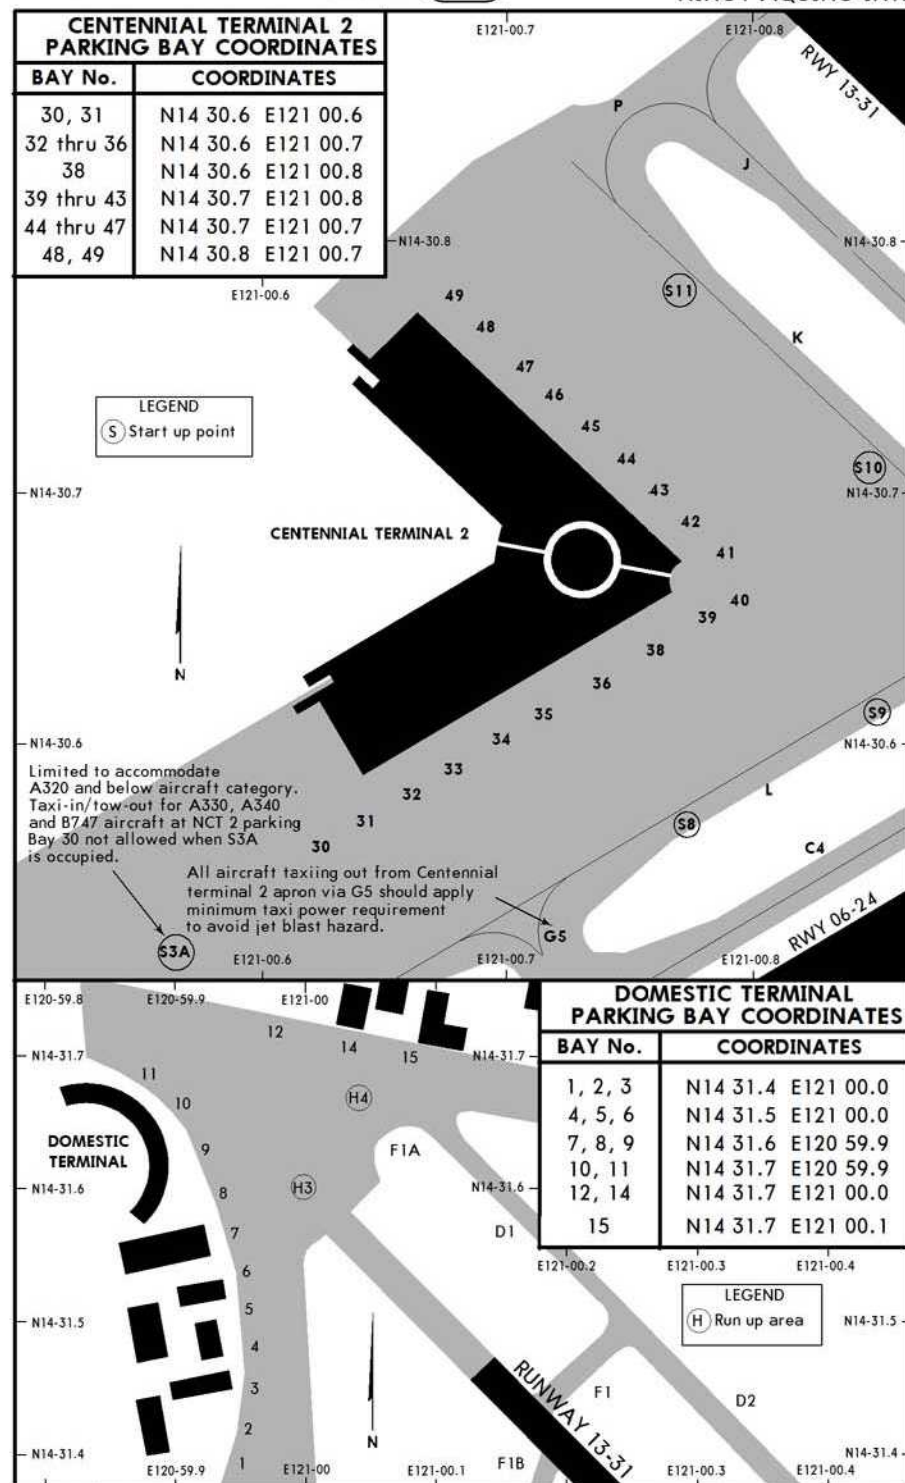 CENTENNIAL TERMINAL 2
PARKING BAY COORDINATES
BAY No. COORDINATES
30, 31 N14 30.6 E121 00.6
32 thru 36 N14 30.6 E121 00.7
38 N14 30.6 E121 00.8
39 thru 43 N14 30.7 E121 00.8
44 thru 47 N14 30.7 E121 00.7
48, 49 N14 30.8 E121 00.7
E121-00.7
E121-00.8
RWY 13-31
P
J
N14-30.8
N14-30.8
E121-00.6
S11
K
49
48
47
46
45
44
43
42
41
40
39
38
36
35
34
33
32
31
30
LEGEND
S Start up point
S10
N14-30.7
N14-30.7
CENTENNIAL TERMINAL 2
N
S9
N14-30.6
N14-30.6
Limited to accommodate
A320 and below aircraft category.
Taxi-in/tow-out for A330, A340
and B747 aircraft at NCT 2 parking
Bay 30 not allowed when S3A
is occupied.
L
S8
C4
All aircraft taxiing out from Centennial
terminal 2 apron via G5 should apply
minimum taxi power requirement
to avoid jet blast hazard.
G5
RWY 06-24
S3A
E121-00.6
E121-00.7
E121-00.8
E120-59.8
E120-59.9
E121-00
DOMESTIC TERMINAL
PARKING BAY COORDINATES
BAY No. COORDINATES
1, 2, 3 N14 31.4 E121 00.0
4, 5, 6 N14 31.5 E121 00.0
7, 8, 9 N14 31.6 E120 59.9
10, 11 N14 31.7 E120 59.9
12, 14 N14 31.7 E121 00.0
15 N14 31.7 E121 00.1
12
14
15
N14-31.7
N14-31.7
11
10
H4
DOMESTIC
TERMINAL
9
F1A
N14-31.6
8
H3
N14-31.6
7
D1
6
E121-00.2
E121-00.3
E121-00.4
5
LEGEND
H Run up area
N14-31.5
N14-31.5
4
3
RUNWAY 13-31
F1
D2
2
N
N14-31.4
1
F1B
N14-31.4
E120-59.9
E121-00
E121-00.1
E121-00.3
E121-00.4